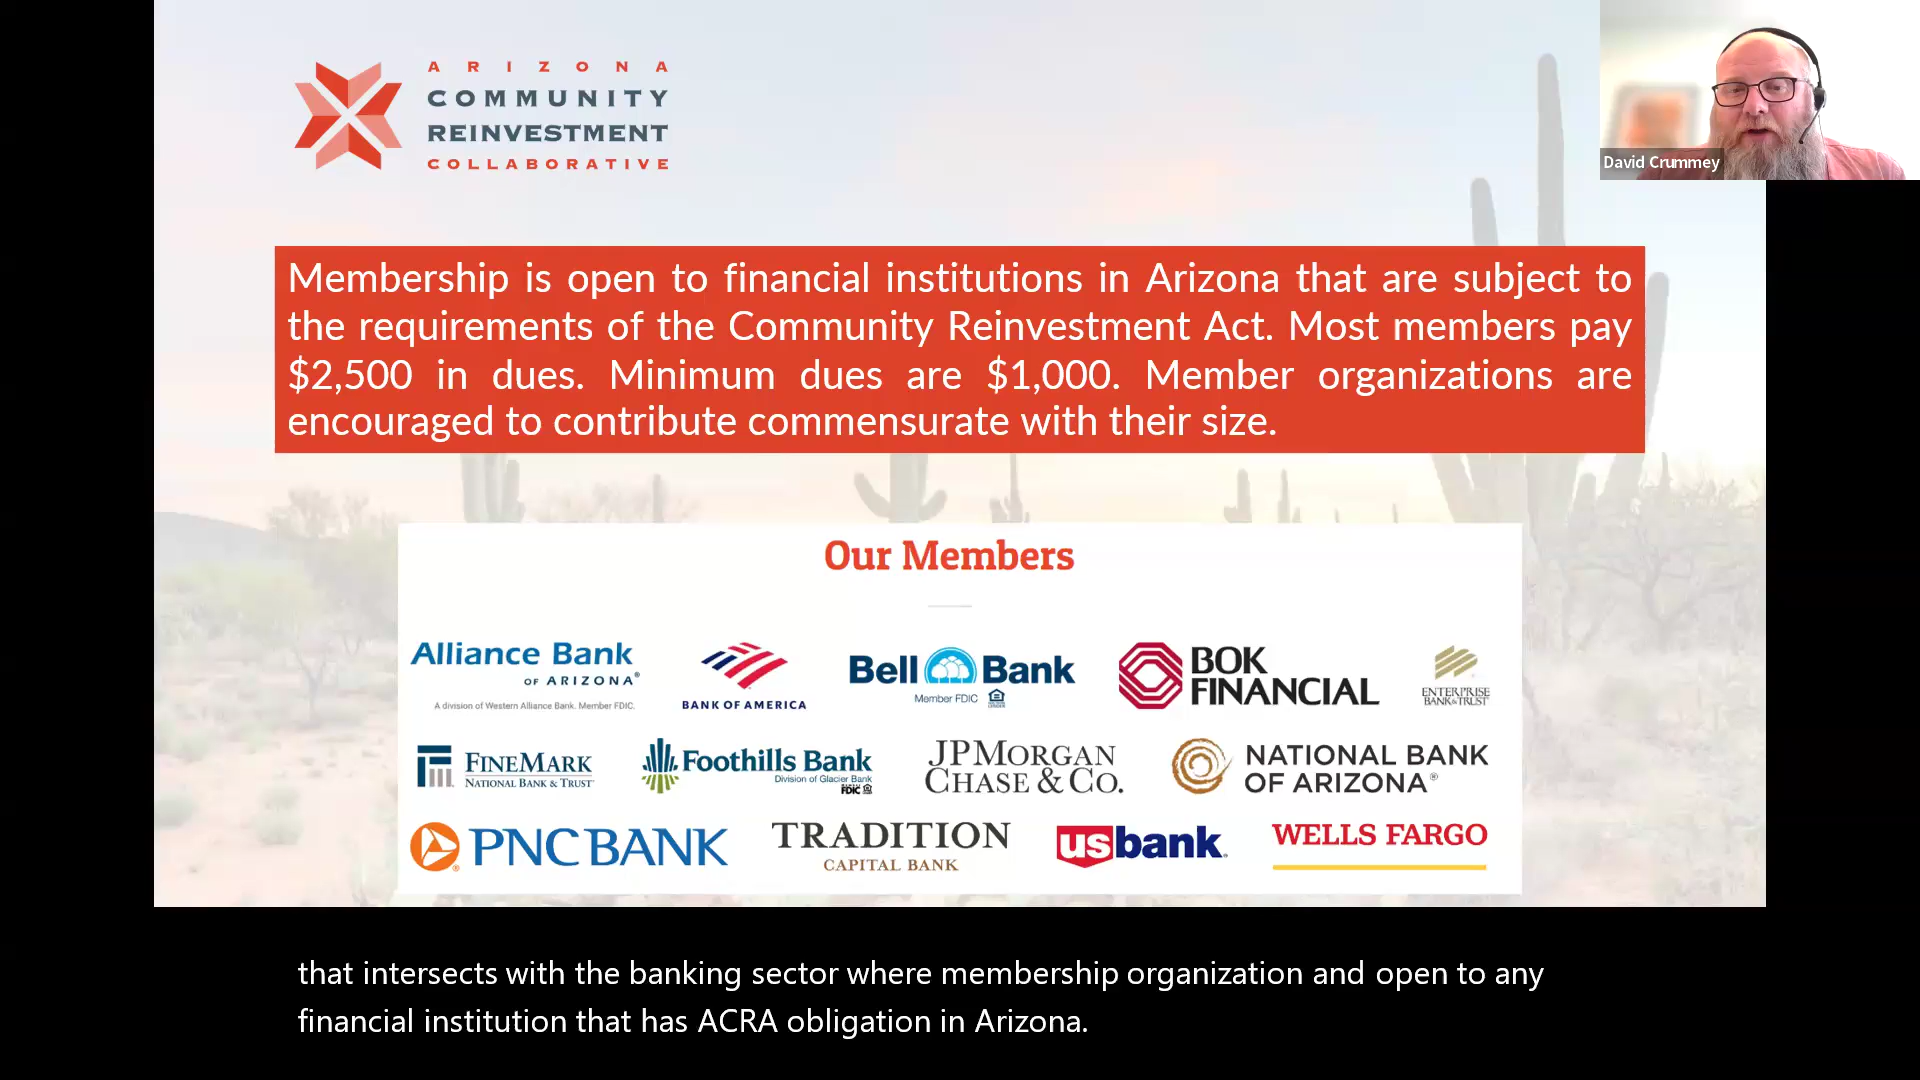 ARIZONA
COMMUNITY
REINVESTMENT
COLLABORATIVE
David Crummey
Membership is open to financial institutions in Arizona that are subject to
the requirements of the Community Reinvestment Act. Most members pay
$2,500 in dues. Minimum dues are $1,000. Member organizations are
encouraged to contribute commensurate with their size.
Our Members
Alliance Bank
OF ARIZONA®
A division of Western Alliance Bank. Member FDIC.
BANK OF AMERICA
Bell Bank
Member FDIC
BOK
FINANCIAL
ENTERPRISE
BANK & TRUST
FINEMARK
NATIONAL BANK & TRUST
Foothills Bank
Division of Glacier Bank
FDIC
JPMORGAN
CHASE & CO.
NATIONAL BANK
OF ARIZONA®
PNC BANK
TRADITION
CAPITAL BANK
usbank
WELLS FARGO
that intersects with the banking sector where membership organization and open to any
financial institution that has ACRA obligation in Arizona.